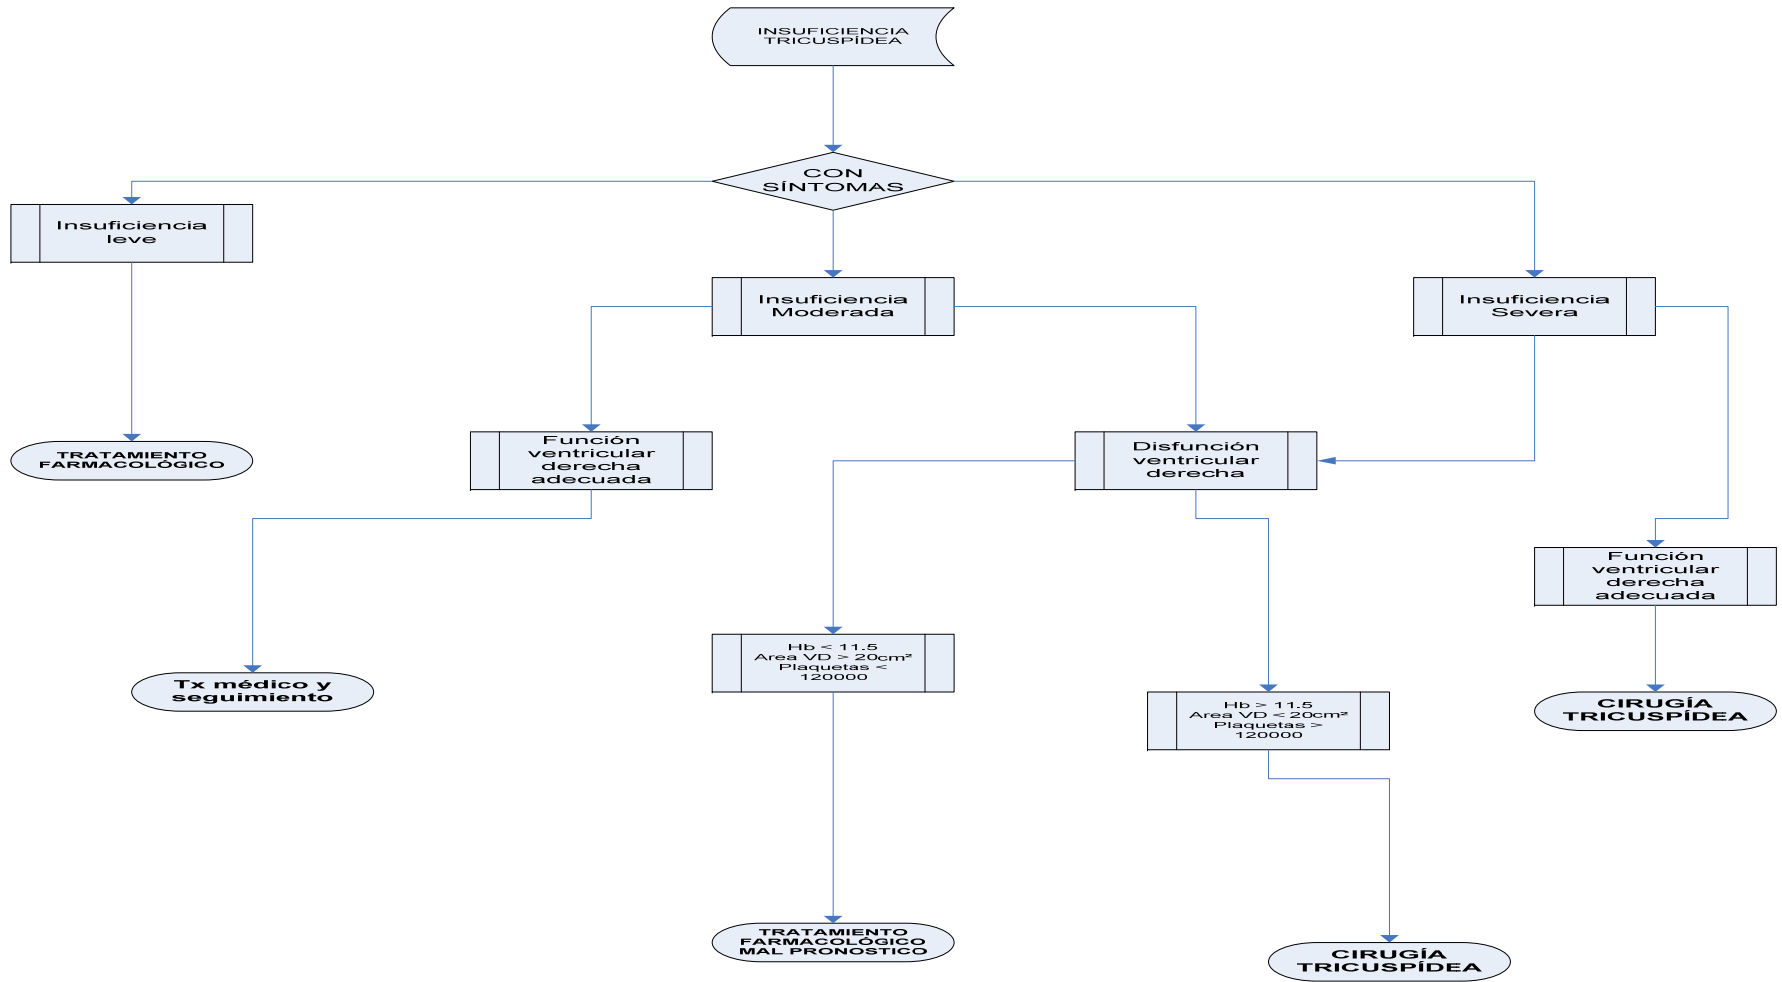 INSUFICIENCIA
TRICUSPÍDEA
CON
SÍNTOMAS
Insuficiencia
leve
Insuficiencia
Moderada
Insuficiencia
Severa
TRATAMIENTO
FARMACOLÓGICO
Función
ventricular
derecha
adecuada
Disfunción
ventricular
derecha
Función
ventricular
derecha
adecuada
Tx médico y
seguimiento
Hb < 11.5
Area VD > 20cm²
Plaquetas <
120000
Hb > 11.5
Area VD < 20cm²
Plaquetas >
120000
CIRUGÍA
TRICUSPÍDEA
TRATAMIENTO
FARMACOLÓGICO
MAL PRONOSTICO
CIRUGÍA
TRICUSPÍDEA